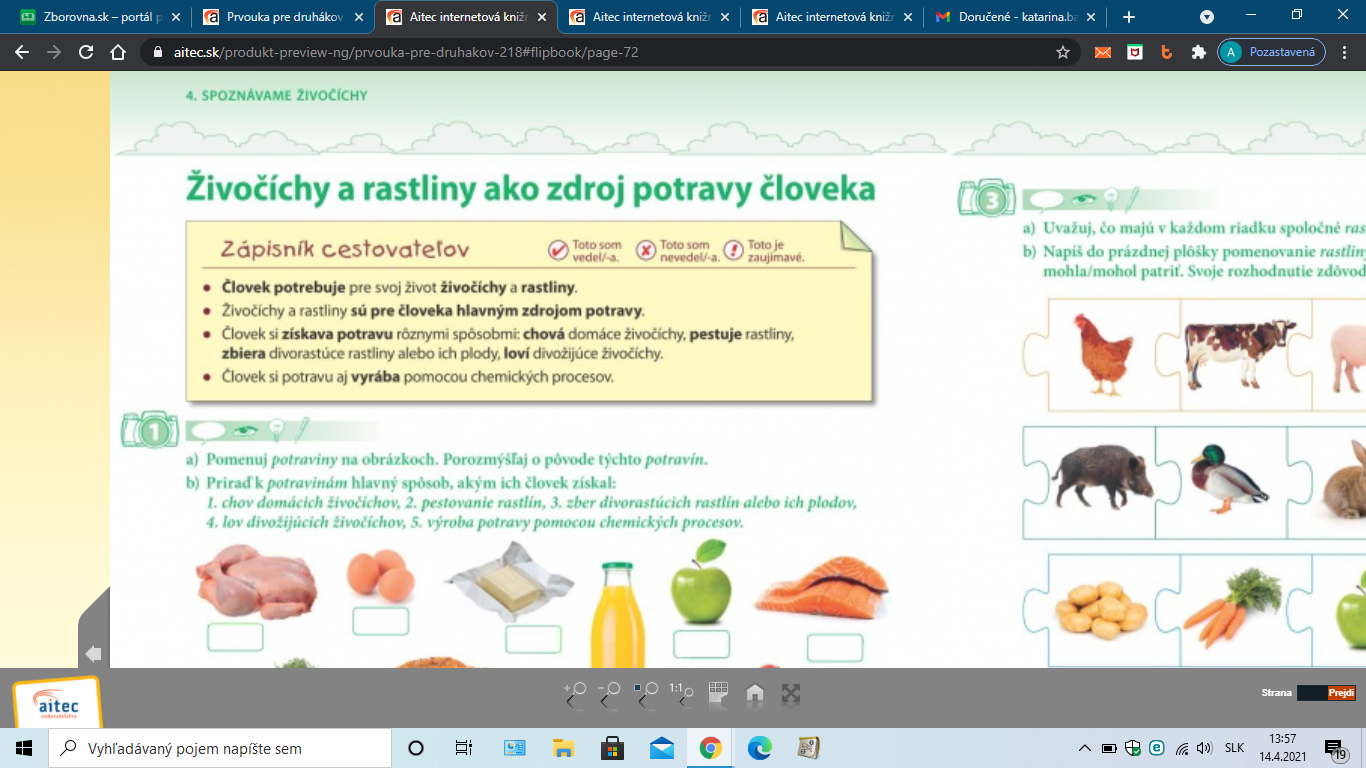 Zborovna.sk – portál p
Prvouka pre druhákov
Aitec internetová knižn
Aitec internetová knižn
Aitec internetová knižn
Doručené - katarina.ba
aitec.sk/produkt-preview-ng/prvouka-pre-druhakov-218#flipbook/page-72
A
Pozastavená
4. SPOZNÁVAME ŽIVOČÍCHY
Živočíchy a rastliny ako zdroj potravy človeka
Zápisník cestovateľov
Toto som vedel/-a.
Toto som nevedel/-a.
Toto je zaujímavé.
• Človek potrebuje pre svoj život živočíchy a rastliny.
• Živočíchy a rastliny sú pre človeka hlavným zdrojom potravy.
• Človek si získava potravu rôznymi spôsobmi: chová domáce živočíchy, pestuje rastliny,
zbiera divorastúce rastliny alebo ich plody, loví divožijúce živočíchy.
• Človek si potravu aj vyrába pomocou chemických procesov.
1
a) Pomenuj potraviny na obrázkoch. Porozmýšľaj o pôvode týchto potravín.
b) Priraď k potravinám hlavný spôsob, akým ich človek získal:
1. chov domácich živočíchov, 2. pestovanie rastlín, 3. zber divorastúcich rastlín alebo ich plodov,
4. lov divožijúcich živočíchov, 5. výroba potravy pomocou chemických procesov.
3
a) Uvažuj, čo majú v každom riadku spoločné ras
b) Napíš do prázdnej plôšky pomenovanie rastliny
mohla/mohol patriť. Svoje rozhodnutie zdôvod
aitec
vydavateľstvo
1:1
Strana
Prejdi
Vyhľadávaný pojem napíšte sem
SLK
13:57
14.4.2021
19